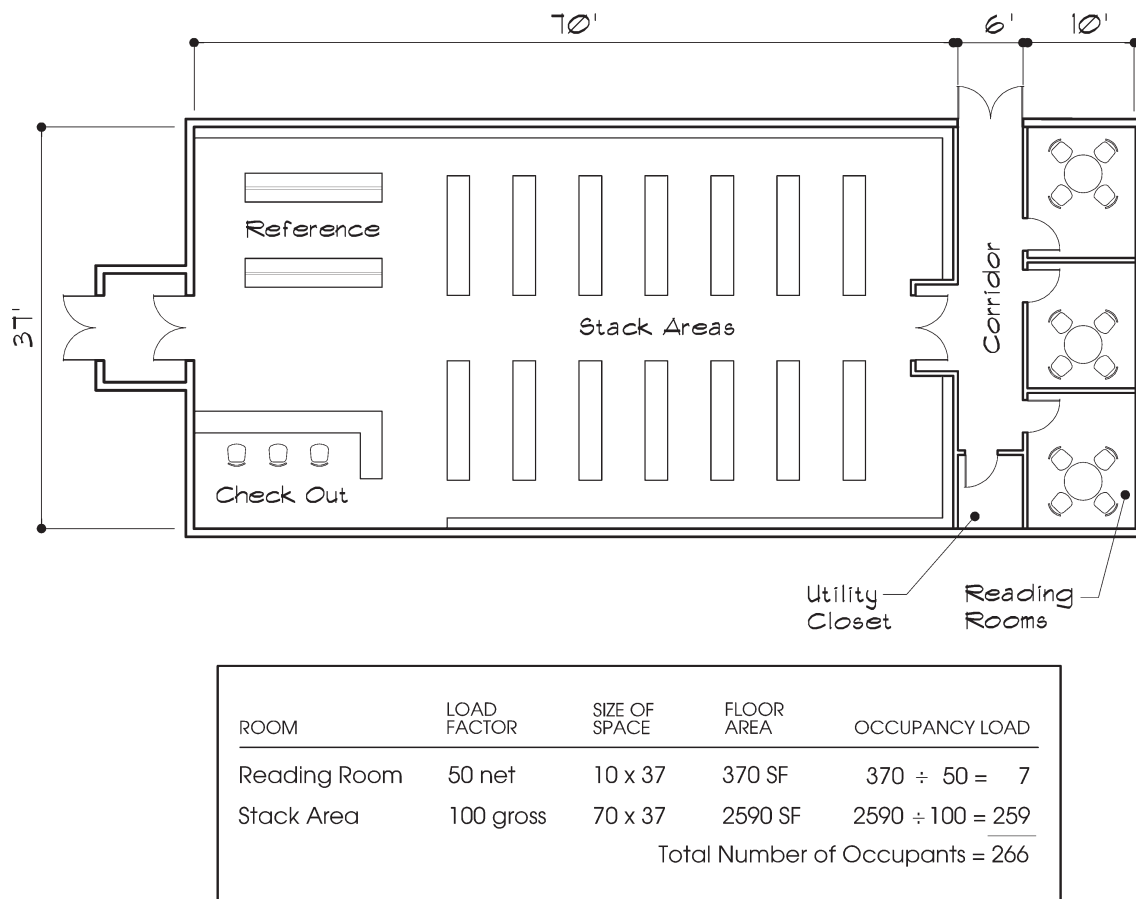 70'
6'
10'
37'
Reference
Stack Areas
Corridor
Check Out
Utility
Closet
Reading
Rooms
ROOM LOAD FACTOR SIZE OF SPACE FLOOR AREA OCCUPANCY LOAD
Reading Room 50 net 10 x 37 370 SF 370 ÷ 50 = 7
Stack Area 100 gross 70 x 37 2590 SF 2590 ÷ 100 = 259
Total Number of Occupants = 266